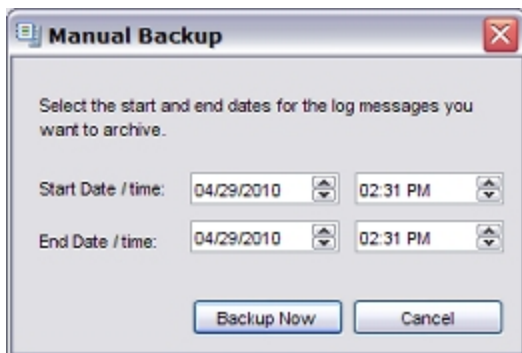 Manual Backup
Select the start and end dates for the log messages you
want to archive.
Start Date / time: 04/29/2010 02:31 PM
End Date / time: 04/29/2010 02:31 PM
Backup Now Cancel